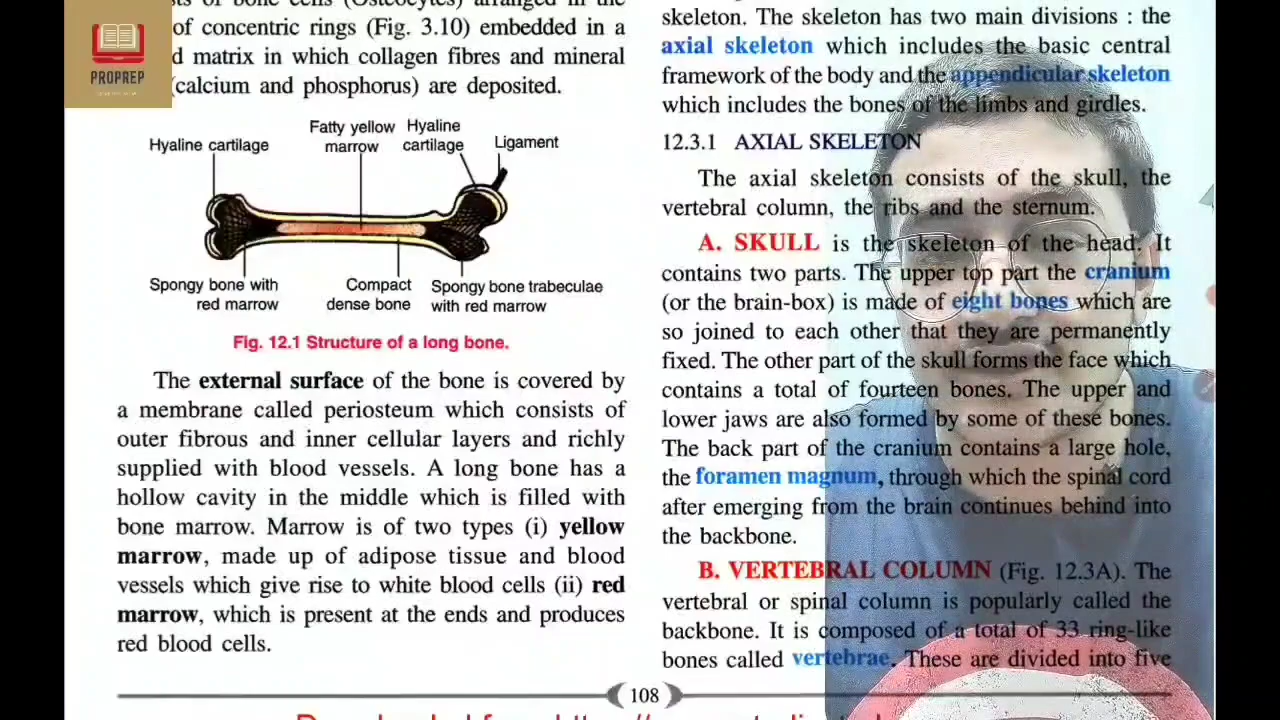 PROPREP
of bone cells (Osteocytes) arranged in the
of concentric rings (Fig. 3.10) embedded in a
matrix in which collagen fibres and mineral
(calcium and phosphorus) are deposited.
Hyaline cartilage
Fatty yellow
marrow
Hyaline
cartilage
Ligament
Spongy bone with
red marrow
Compact
dense bone
Spongy bone trabeculae
with red marrow
Fig. 12.1 Structure of a long bone.
The external surface of the bone is covered by
a membrane called periosteum which consists of
outer fibrous and inner cellular layers and richly
supplied with blood vessels. A long bone has a
hollow cavity in the middle which is filled with
bone marrow. Marrow is of two types (i) yellow
marrow, made up of adipose tissue and blood
vessels which give rise to white blood cells (ii) red
marrow, which is present at the ends and produces
red blood cells.
skeleton. The skeleton has two main divisions : the
axial skeleton which includes the basic central
framework of the body and the appendicular skeleton
which includes the bones of the limbs and girdles.
12.3.1 AXIAL SKELETON
The axial skeleton consists of the skull, the
vertebral column, the ribs and the sternum.
A. SKULL is the skeleton of the head. It
contains two parts. The upper top part the cranium
(or the brain-box) is made of eight bones which are
so joined to each other that they are permanently
fixed. The other part of the skull forms the face which
contains a total of fourteen bones. The upper and
lower jaws are also formed by some of these bones.
The back part of the cranium contains a large hole,
the foramen magnum, through which the spinal cord
after emerging from the brain continues behind into
the backbone.
B. VERTEBRAL COLUMN (Fig. 12.3A). The
vertebral or spinal column is popularly called the
backbone. It is composed of a total of 33 ring-like
bones called vertebrae. These are divided into five
108